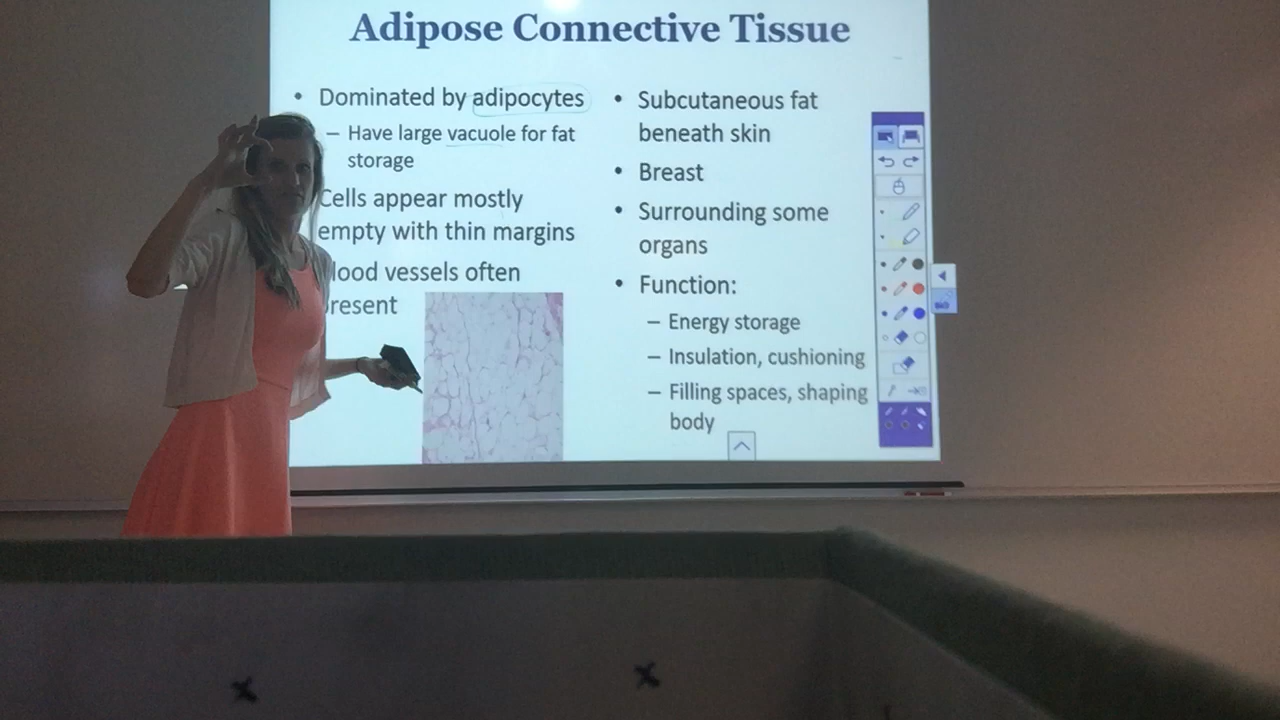 Adipose Connective Tissue
• Dominated by adipocytes
– Have large vacuole for fat
storage
Cells appear mostly
empty with thin margins
lood vessels often
resent
• Subcutaneous fat
beneath skin
• Breast
• Surrounding some
organs
• Function:
– Energy storage
– Insulation, cushioning
– Filling spaces, shaping
body